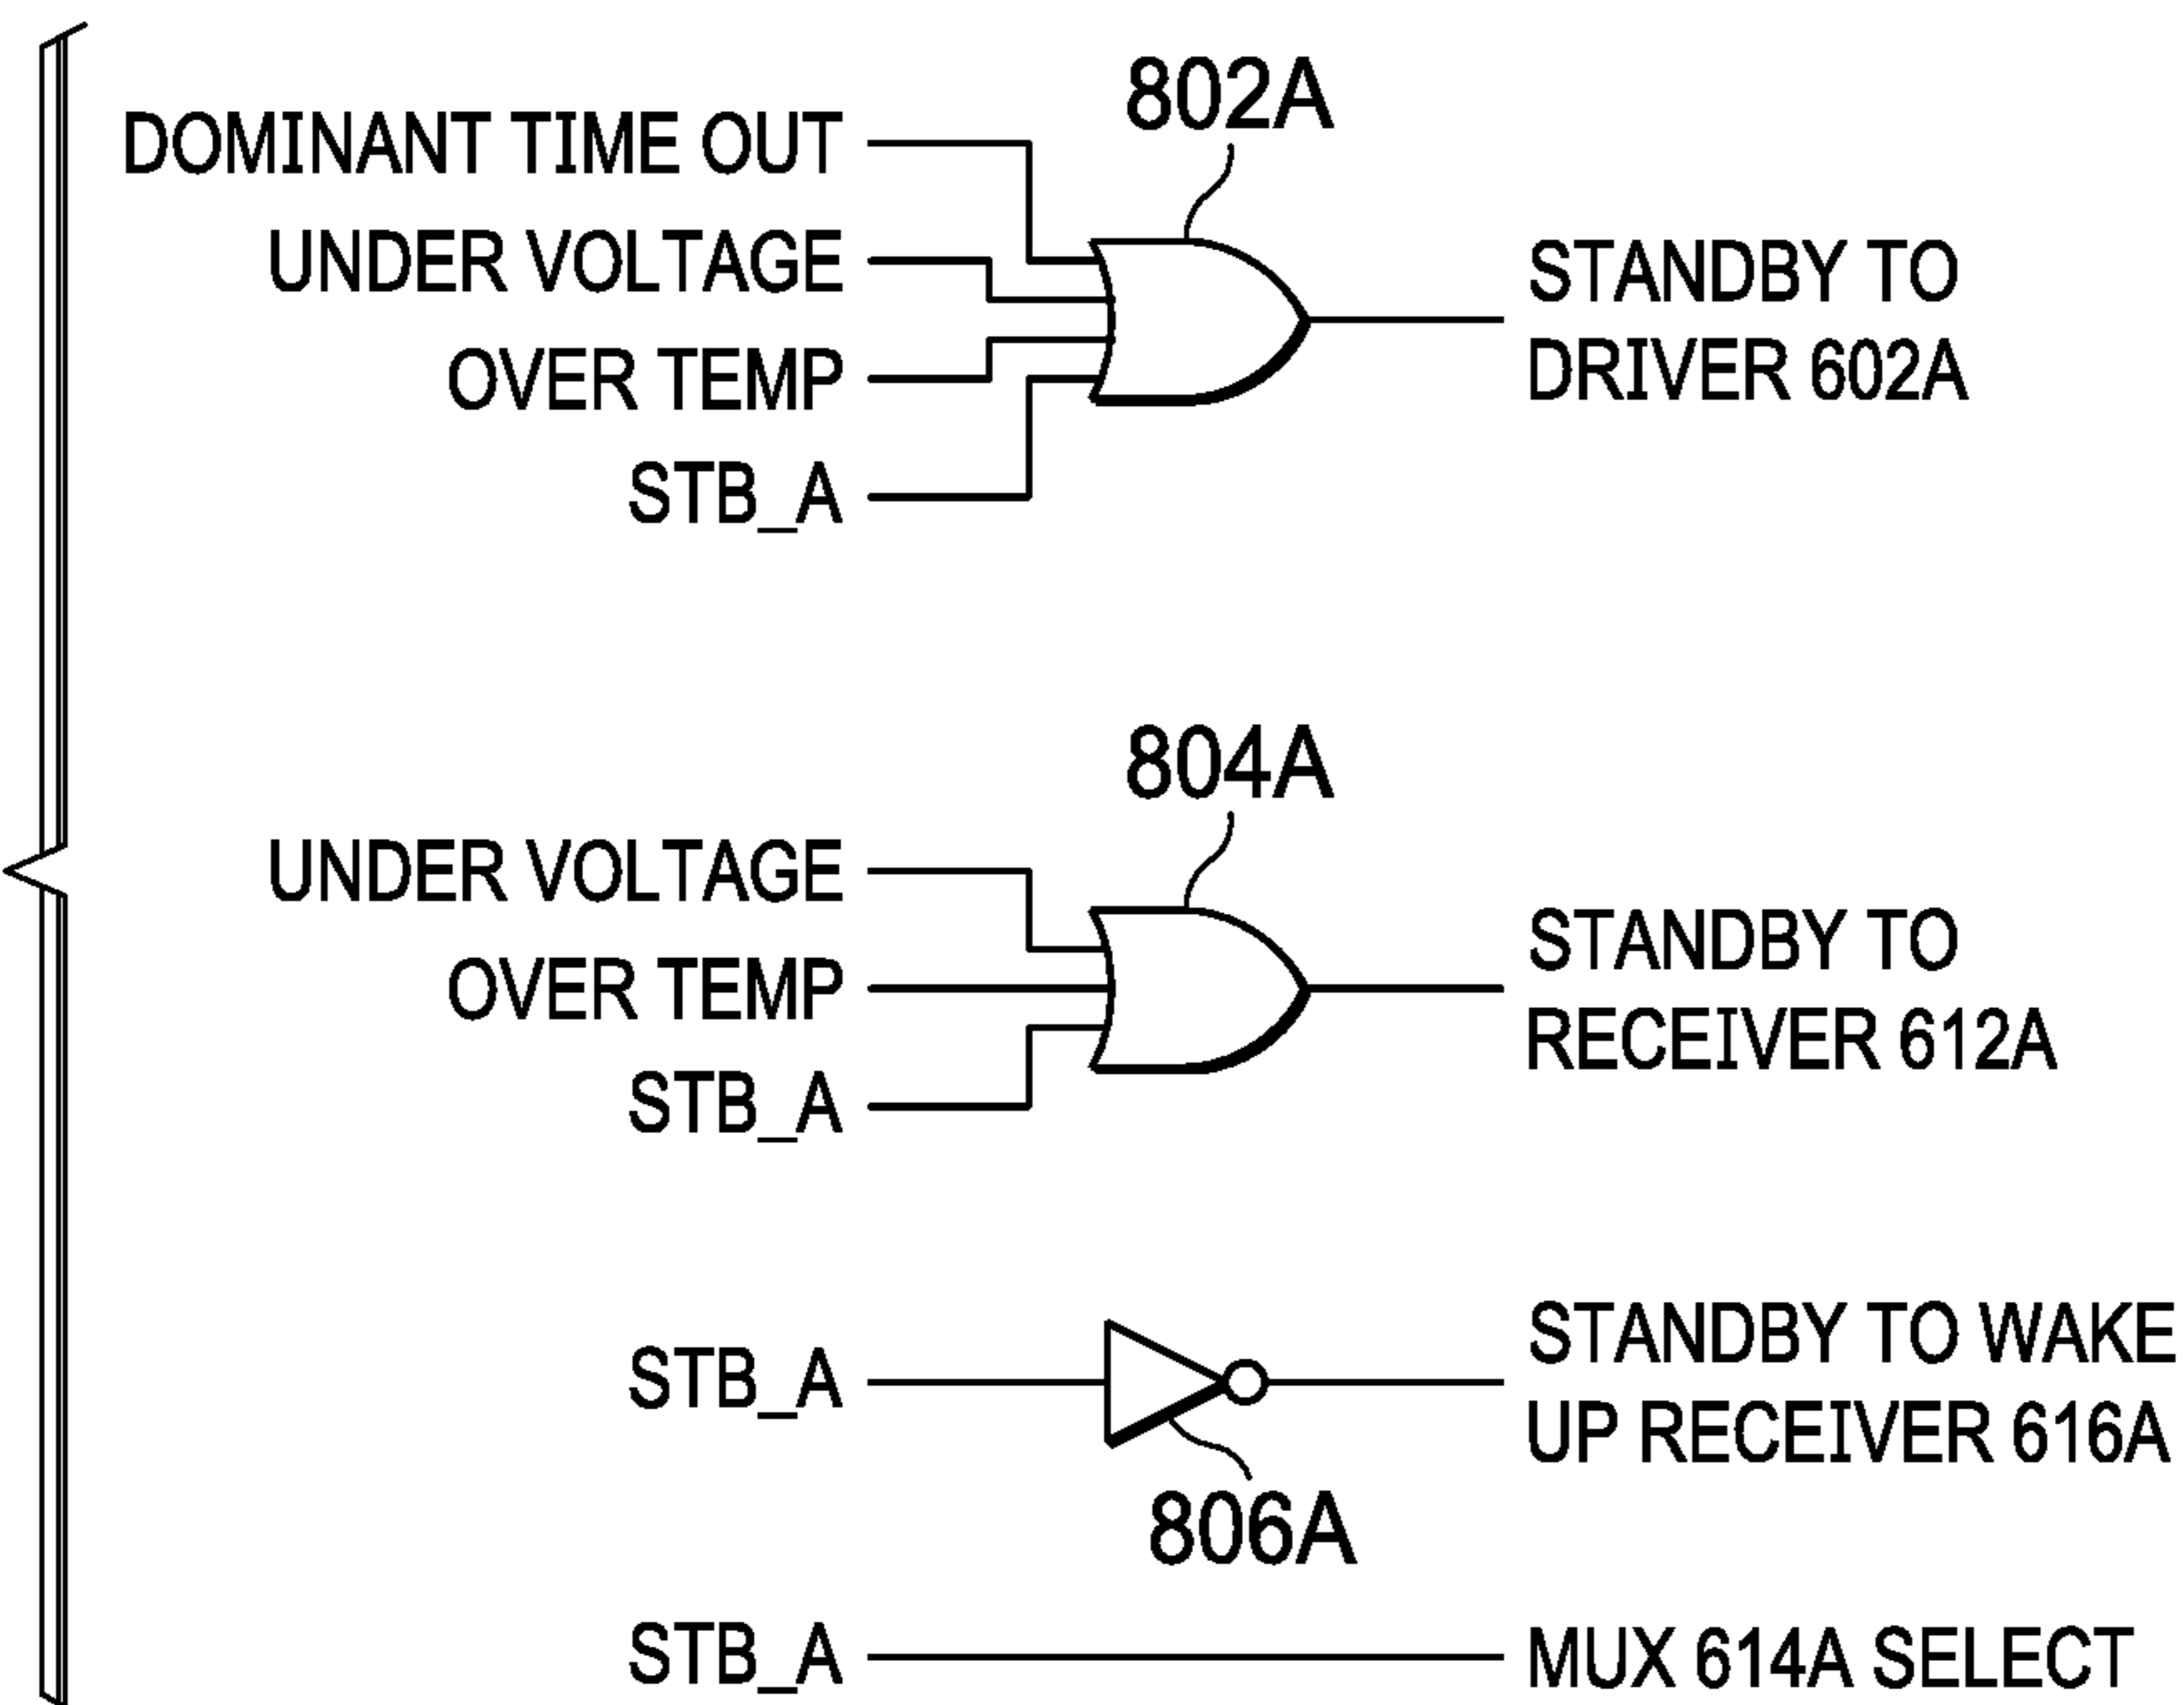 802A
DOMINANT TIME OUT
UNDER VOLTAGE
OVER TEMP
STB_A
STANDBY TO
DRIVER 602A
804A
UNDER VOLTAGE
OVER TEMP
STB_A
STANDBY TO
RECEIVER 612A
STB_A
STANDBY TO WAKE
UP RECEIVER 616A
806A
STB_A
MUX 614A SELECT